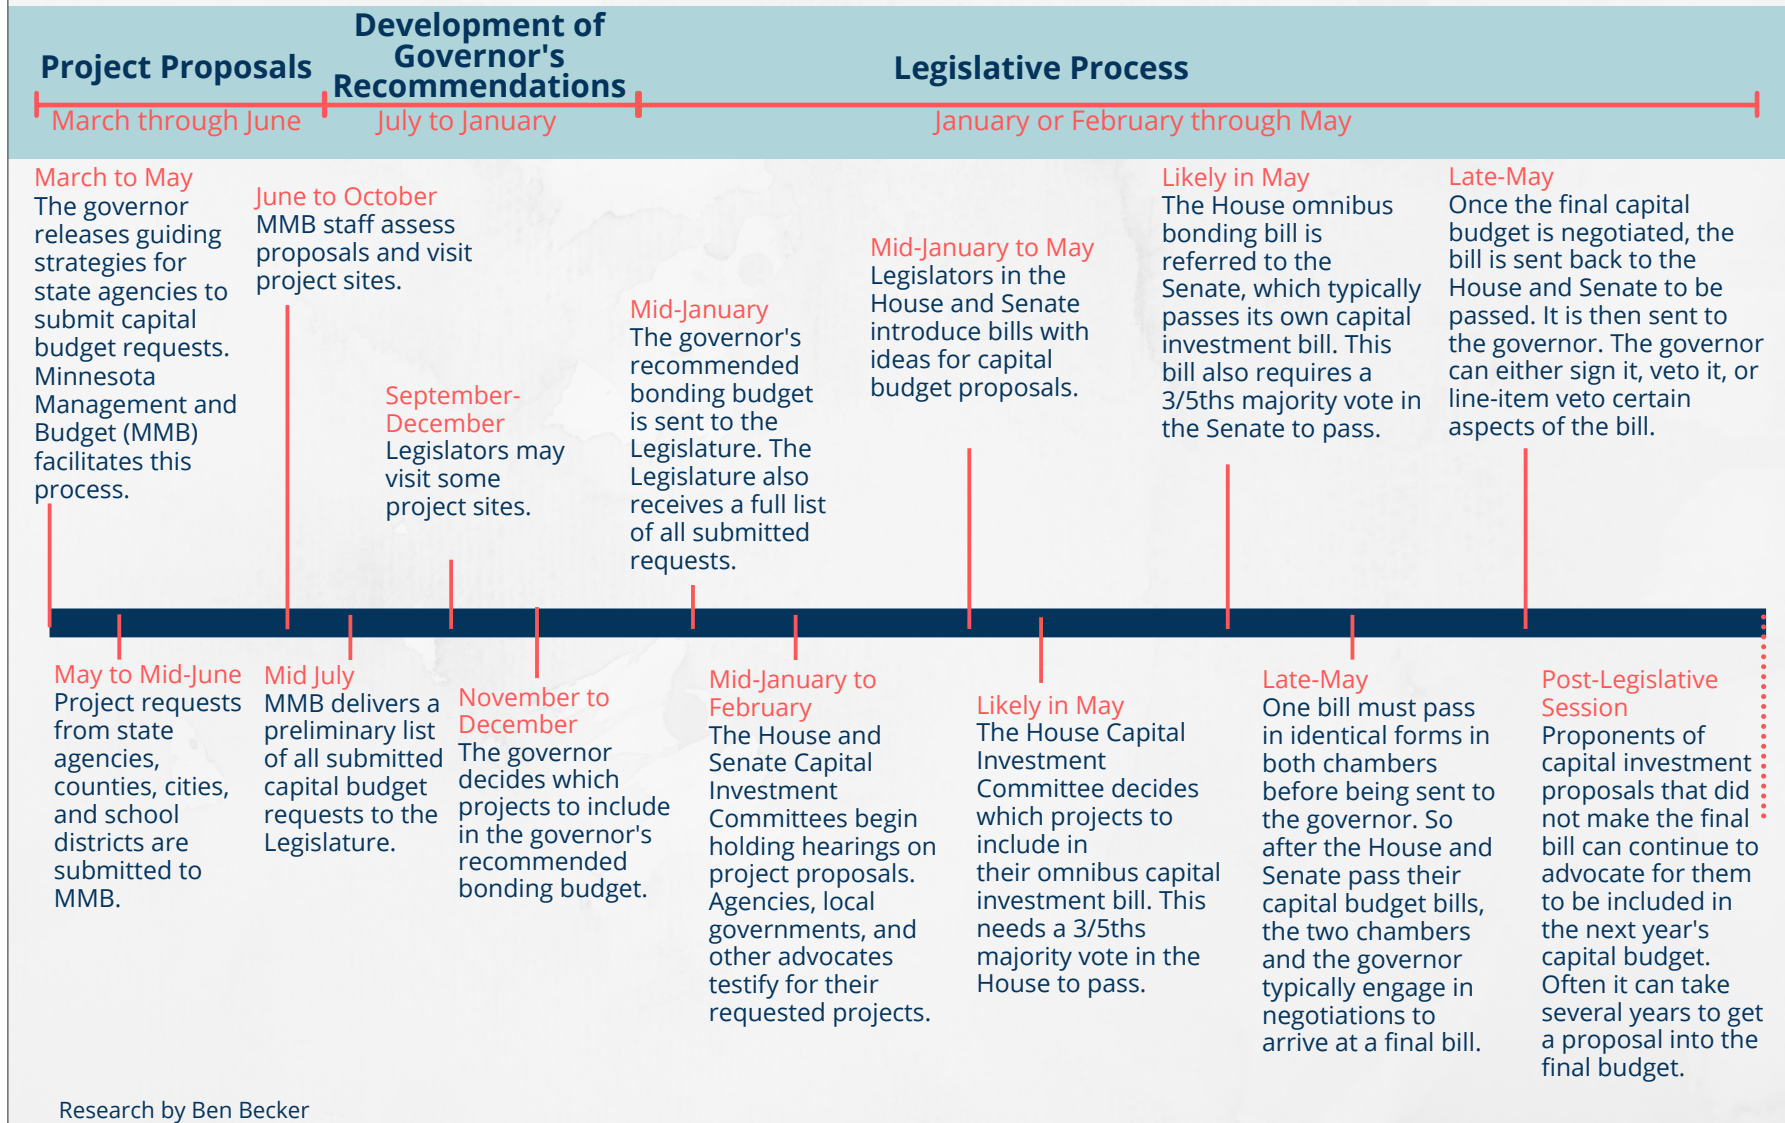 Project Proposals
March through June
Development of
Governor's
Recommendations
July to January
Legislative Process
January or February through May
March to May
The governor
releases guiding
strategies for
state agencies to
submit capital
budget requests.
Minnesota
Management and
Budget (MMB)
facilitates this
process.
May to Mid-June
Project requests
from state
agencies,
counties, cities,
and school
districts are
submitted to
MMB.
June to October
MMB staff assess
proposals and visit
project sites.
Mid July
MMB delivers a
preliminary list
of all submitted
capital budget
requests to the
Legislature.
September-
December
Legislators may
visit some
project sites.
November to
December
The governor
decides which
projects to include
in the governor's
recommended
bonding budget.
Mid-January
The governor's
recommended
bonding budget
is sent to the
Legislature. The
Legislature also
receives a full list
of all submitted
requests.
Mid-January to
February
The House and
Senate Capital
Investment
Committees begin
holding hearings on
project proposals.
Agencies, local
governments, and
other advocates
testify for their
requested projects.
Mid-January to May
Legislators in the
House and Senate
introduce bills with
ideas for capital
budget proposals.
Likely in May
The House Capital
Investment
Committee decides
which projects to
include in
their omnibus capital
investment bill. This
needs a 3/5ths
majority vote in the
House to pass.
Likely in May
The House omnibus
bonding bill is
referred to the
Senate, which typically
passes its own capital
investment bill. This
bill also requires a
3/5ths majority vote in
the Senate to pass.
Late-May
One bill must pass
in identical forms in
both chambers
before being sent to
the governor. So
after the House and
Senate pass their
capital budget bills,
the two chambers
and the governor
typically engage in
negotiations to
arrive at a final bill.
Late-May
Once the final capital
budget is negotiated, the
bill is sent back to the
House and Senate to be
passed. It is then sent to
the governor. The governor
can either sign it, veto it, or
line-item veto certain
aspects of the bill.
Post-Legislative
Session
Proponents of
capital investment
proposals that did
not make the final
bill can continue to
advocate for them
to be included in
the next year's
capital budget.
Often it can take
several years to get
a proposal into the
final budget.
Research by Ben Becker